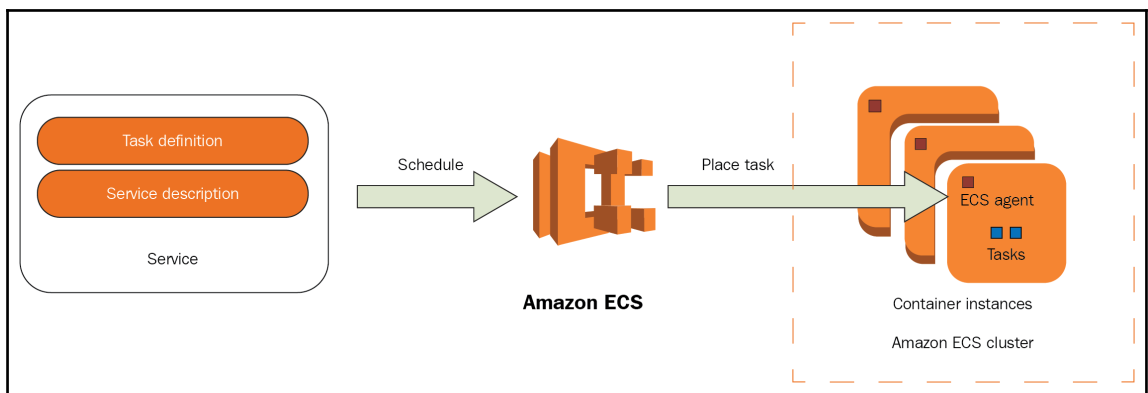 Task definition
Service description
Service
Schedule
Amazon ECS
Place task
ECS agent
Tasks
Container instances
Amazon ECS cluster